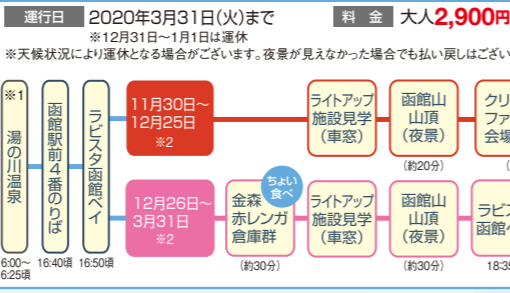 運行日 2020年3月31日(火)まで 料金 大人2,900円
※12月31日〜1月1日は運休
※天候状況により運休となる場合がございます。夜景が見えなかった場合でも払い戻しはござい
※1
湯の川温泉
6:00〜
6:25頃
函館駅前4番のりば
16:40頃
ラビスタ函館ベイ
16:50頃
11月30日〜
12月25日
※2
ライトアップ
施設見学
(車窓)
函館山
山頂
(夜景)
(約20分)
クリ
ファ
会場
12月26日〜
3月31日
※2
ちょい
食べ
金森
赤レンガ
倉庫群
(約30分)
ライトアップ
施設見学
(車窓)
函館山
山頂
(夜景)
(約30分)
ラビス
函館ベ
18:35